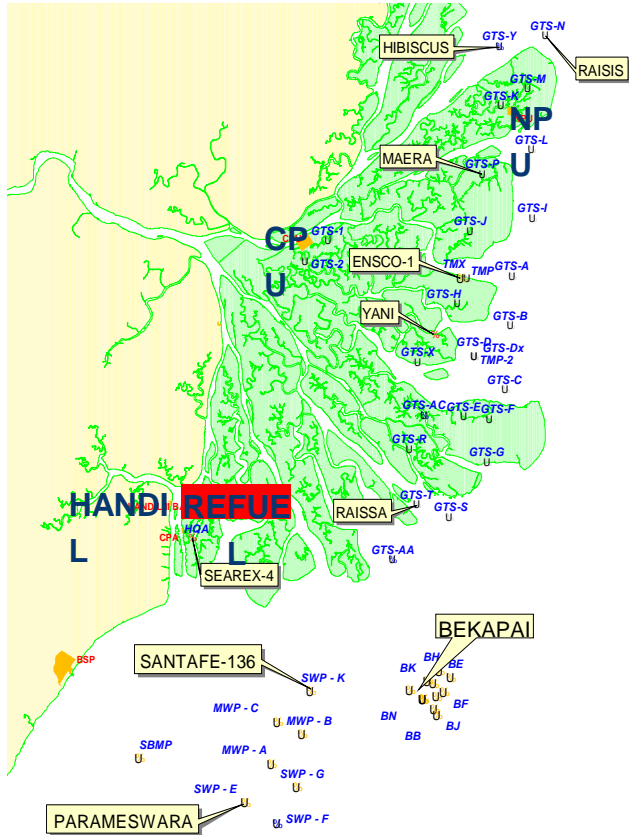 GTS-N
GTS-Y
HIBISCUS
RAISIS
GTS-M
GTS-K
NP
U
GTS-L
MAERA
GTS-P
GTS-I
GTS-J
CP
U
GTS-1
GTS-2
ENSCO-1
TMX
TMP
GTS-A
GTS-H
YANI
GTS-B
GTS-D
GTS-Dx
TMP-2
GTS-X
GTS-C
GTS-AC
GTS-E
GTS-F
GTS-R
GTS-G
HANDI
L
REFUE
L
GTS-T
GTS-S
RAISSA
HQA
CPA
GTS-AA
SEAREX-4
BEKAPAI
BSP
SANTAFE-136
SWP - K
BH
BK
BE
BF
BN
BB
BJ
MWP - C
MWP - B
SBMP
MWP - A
SWP - E
SWP - G
PARAMESWARA
SWP - F